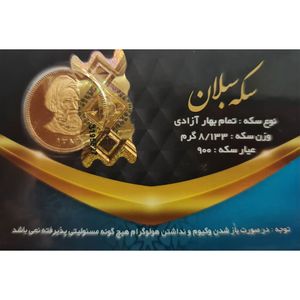 سکه سبلان
نوع سکه : تمام بهار آزادی
وزن سکه : ۸/۱۳۳ گرم
عیار سکه : ۹۰۰
توجه : در صورت باز شدن وکیوم و نداشتن هولوگرام هیچ گونه مسئولیتی پذیرفته نمی باشد